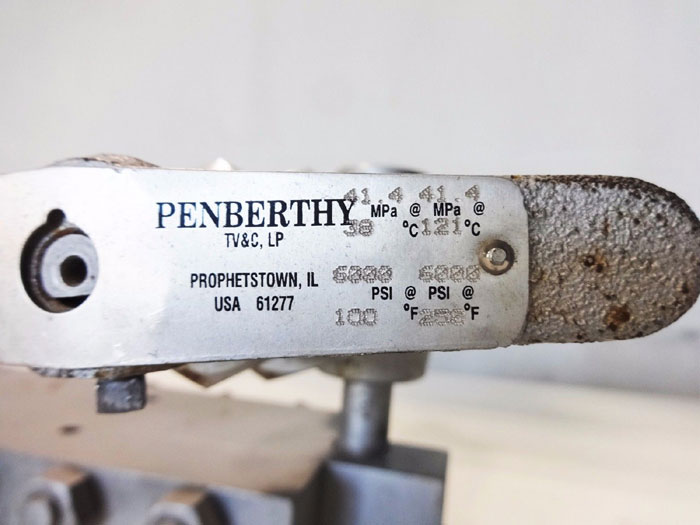 PENBERTHY
TV&C, LP
PROPHETSTOWN, IL
USA 61277
41.4 41.4
MPa @ MPa @
38 °C 121 °C
6000 6000
PSI @ PSI @
100 °F 250 °F